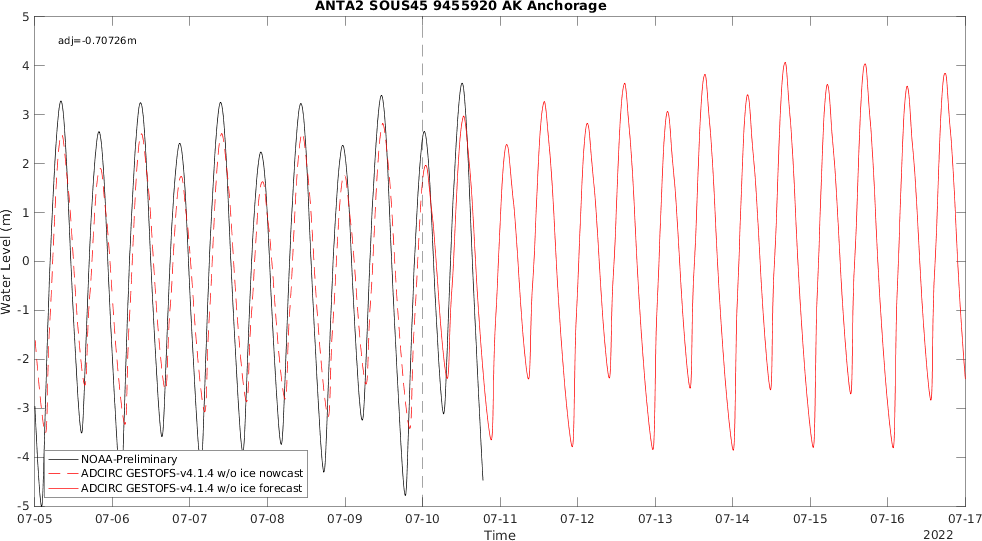 ANTA2 SOUS45 9455920 AK Anchorage
adj=-0.70726m
5
4
3
2
1
0
-1
-2
-3
-4
-5
Water Level (m)
NOAA-Preliminary
ADCIRC GESTOFS-v4.1.4 w/o ice nowcast
ADCIRC GESTOFS-v4.1.4 w/o ice forecast
07-05 07-06 07-07 07-08 07-09 07-10 07-11 07-12 07-13 07-14 07-15 07-16 07-17
Time
2022